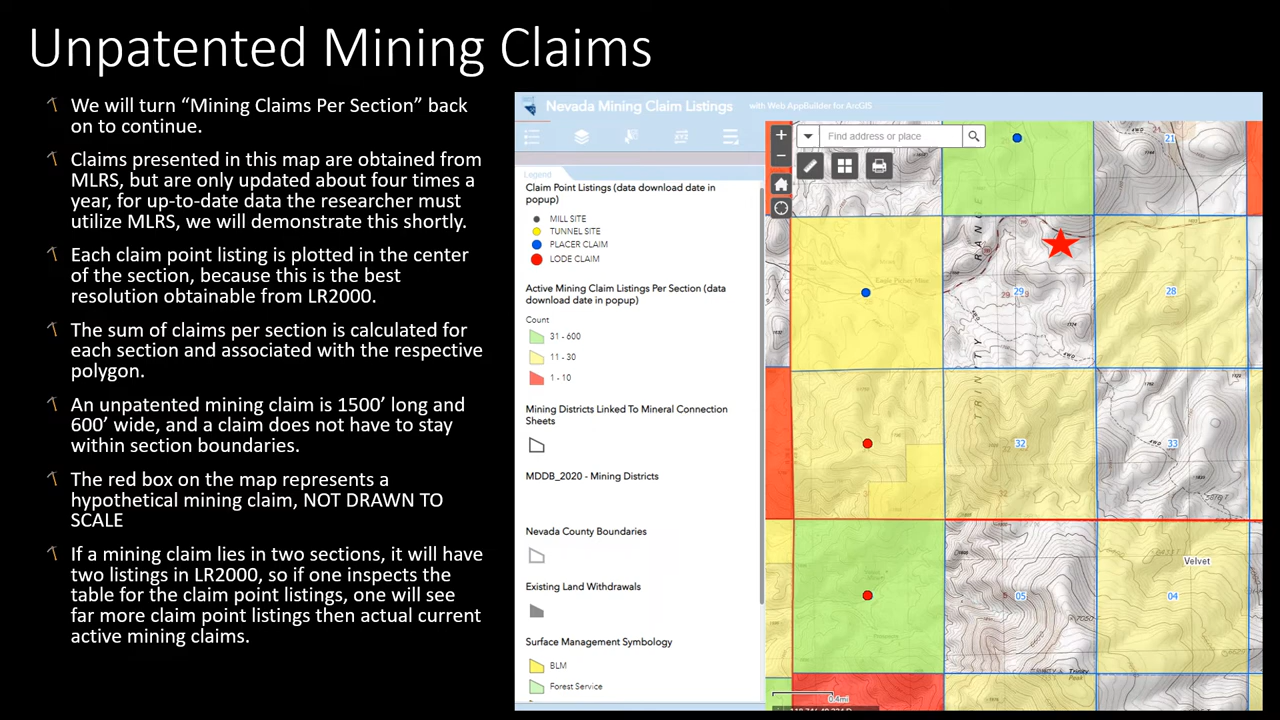 Unpatented Mining Claims
We will turn “Mining Claims Per Section” back
on to continue.
Claims presented in this map are obtained from
MLRS, but are only updated about four times a
year, for up-to-date data the researcher must
utilize MLRS, we will demonstrate this shortly.
Each claim point listing is plotted in the center
of the section, because this is the best
resolution obtainable from LR2000.
The sum of claims per section is calculated for
each section and associated with the respective
polygon.
An unpatented mining claim is 1500’ long and
600’ wide, and a claim does not have to stay
within section boundaries.
The red box on the map represents a
hypothetical mining claim, NOT DRAWN TO
SCALE
If a mining claim lies in two sections, it will have
two listings in LR2000, so if one inspects the
table for the claim point listings, one will see
far more claim point listings then actual current
active mining claims.
Nevada Mining Claim Listings with Web AppBuilder for ArcGIS
Legend
Claim Point Listings (data download date in
popup)
MILL SITE
TUNNEL SITE
PLACER CLAIM
LODE CLAIM
Active Mining Claim Listings Per Section (data
download date in popup)
Count
31 - 600
11 - 30
1 - 10
Mining Districts Linked To Mineral Connection
Sheets
MDDB_2020 - Mining Districts
Nevada County Boundaries
Existing Land Withdrawals
Surface Management Symbology
BLM
Forest Service
Find address or place
21
Eagle Picher Mine
29
28
TRINITY
RANGE
32
33
Velvet
05
04
0.4mi